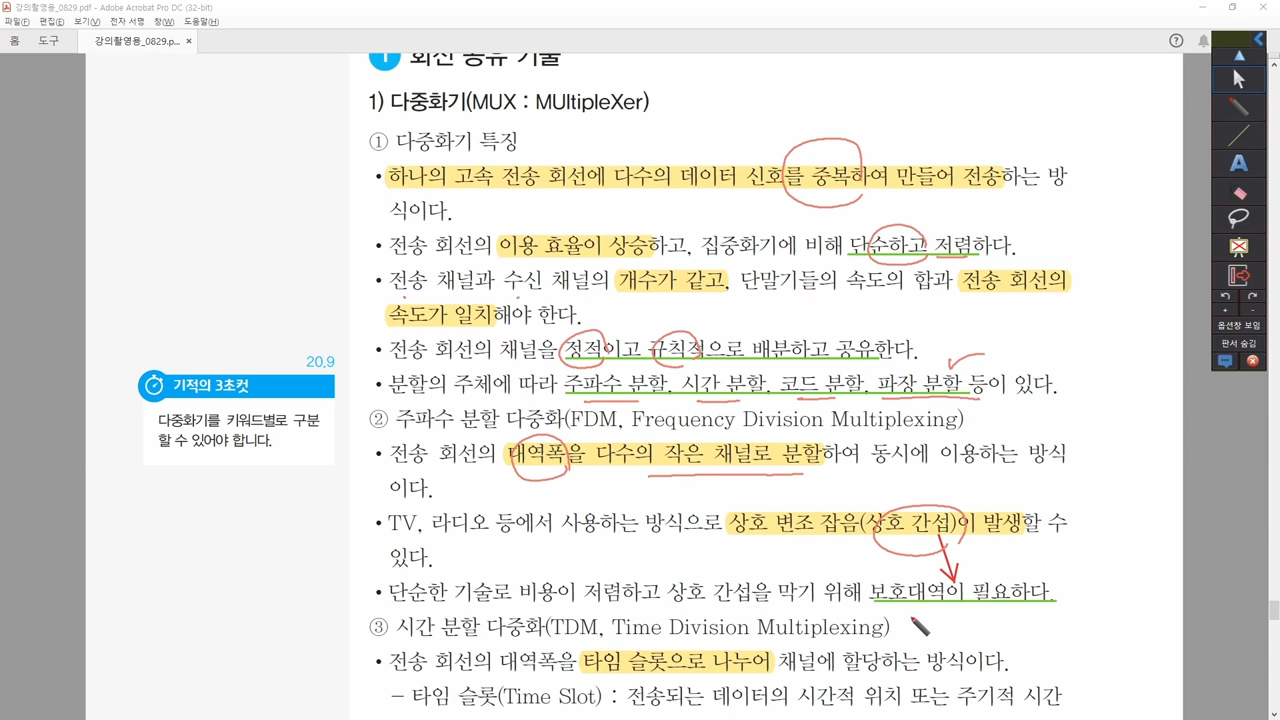 강의촬영용_0829.pdf - Adobe Acrobat Pro DC (32-bit)
파일(F) 편집(E) 보기(V) 전자 서명 창(W) 도움말(H)
홈 도구 강의촬영용_0829.p... ×
1 회선 공유 기술
1) 다중화기(MUX : MUltipleXer)
① 다중화기 특징
• 하나의 고속 전송 회선에 다수의 데이터 신호를 중복하여 만들어 전송하는 방
식이다.
• 전송 회선의 이용 효율이 상승하고, 집중화기에 비해 단순하고 저렴하다.
• 전송 채널과 수신 채널의 개수가 같고, 단말기들의 속도의 합과 전송 회선의
속도가 일치해야 한다.
• 전송 회선의 채널을 정적이고 규칙적으로 배분하고 공유한다.
• 분할의 주체에 따라 주파수 분할, 시간 분할, 코드 분할, 파장 분할 등이 있다.
② 주파수 분할 다중화(FDM, Frequency Division Multiplexing)
• 전송 회선의 대역폭을 다수의 작은 채널로 분할하여 동시에 이용하는 방식
이다.
• TV, 라디오 등에서 사용하는 방식으로 상호 변조 잡음(상호 간섭)이 발생할 수
있다.
• 단순한 기술로 비용이 저렴하고 상호 간섭을 막기 위해 보호대역이 필요하다.
③ 시간 분할 다중화(TDM, Time Division Multiplexing)
• 전송 회선의 대역폭을 타임 슬롯으로 나누어 채널에 할당하는 방식이다.
– 타임 슬롯(Time Slot) : 전송되는 데이터의 시간적 위치 또는 주기적 시간
20.9
기적의 3초컷
다중화기를 키워드별로 구분
할 수 있어야 합니다.
A
옵션창 보임
판서 숨김